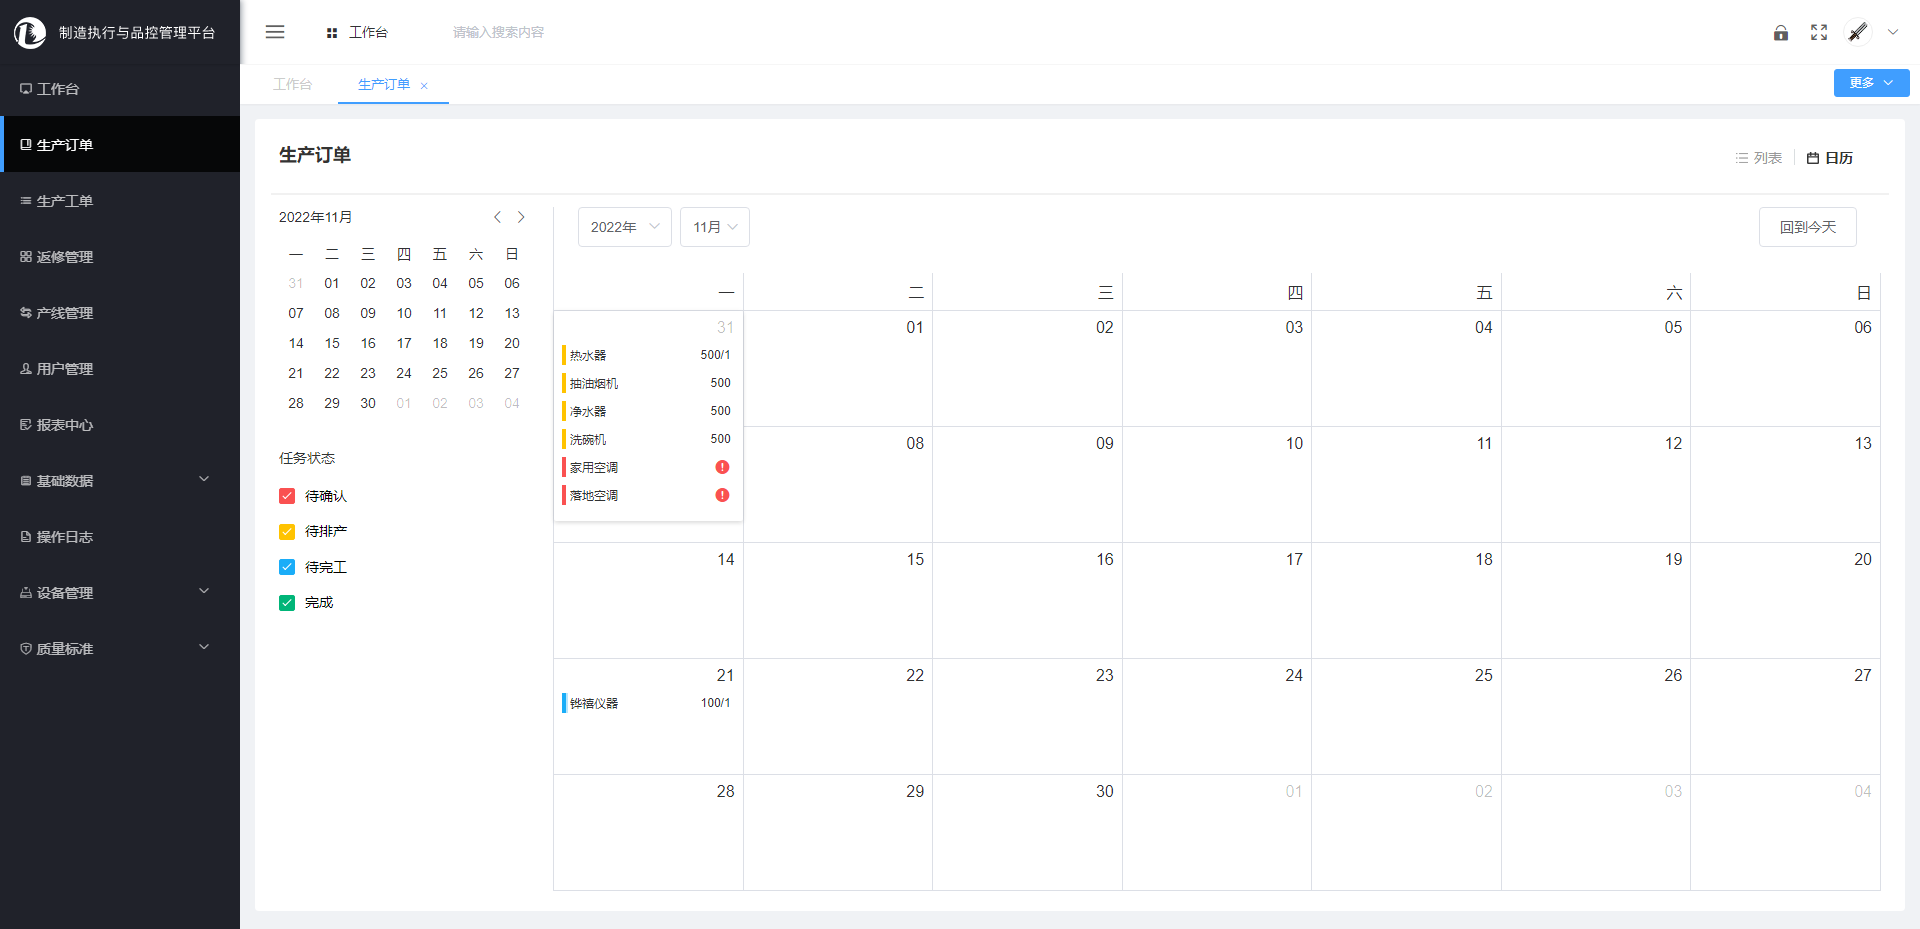 制造执行与品控管理平台
工作台
请输入搜索内容
工作台
生产订单
更多
工作台
生产订单
生产工单
返修管理
产线管理
用户管理
报表中心
基础数据
操作日志
设备管理
质量标准
生产订单
列表
日历
2022年11月
一 二 三 四 五 六 日
31 01 02 03 04 05 06
07 08 09 10 11 12 13
14 15 16 17 18 19 20
21 22 23 24 25 26 27
28 29 30 01 02 03 04
任务状态
待确认
待排产
待完工
完成
2022年
11月
回到今天
一 二 三 四 五 六 日
31 01 02 03 04 05 06
热水器 500/1
抽油烟机 500
净水器 500
洗碗机 500
家用空调
落地空调
08 09 10 11 12 13
14 15 16 17 18 19 20
21 22 23 24 25 26 27
铧禧仪器 100/1
28 29 30 01 02 03 04